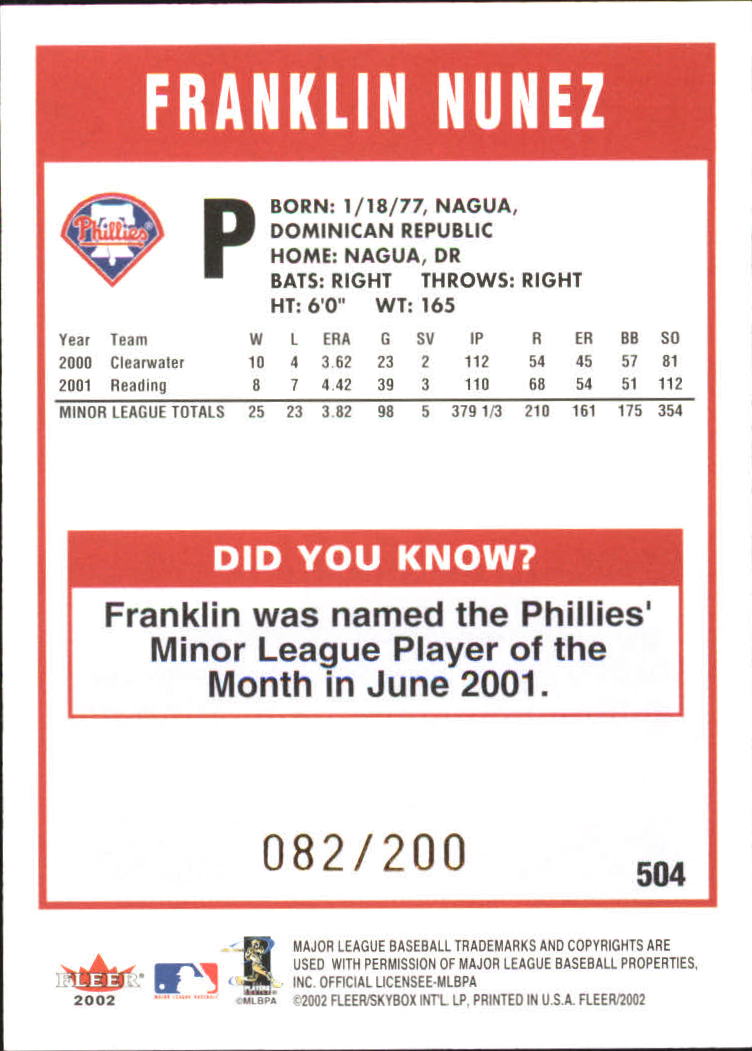 FRANKLIN NUNEZ
Phillies
P
BORN: 1/18/77, NAGUA,
DOMINICAN REPUBLIC
HOME: NAGUA, DR
BATS: RIGHT THROWS: RIGHT
HT: 6'0" WT: 165
Year Team W L ERA G SV IP R ER BB SO
2000 Clearwater 10 4 3.62 23 2 112 54 45 57 81
2001 Reading 8 7 4.42 39 3 110 68 54 51 112
MINOR LEAGUE TOTALS 25 23 3.82 98 5 379 1/3 210 161 175 354
DID YOU KNOW?
Franklin was named the Phillies'
Minor League Player of the
Month in June 2001.
082/200
504
FLEER
2002
MAJOR LEAGUE BASEBALL
PLAYERS
©MLBPA
MAJOR LEAGUE BASEBALL TRADEMARKS AND COPYRIGHTS ARE
USED WITH PERMISSION OF MAJOR LEAGUE BASEBALL PROPERTIES,
INC. OFFICIAL LICENSEE-MLBPA
©2002 FLEER/SKYBOX INT'L. LP, PRINTED IN U.S.A. FLEER/2002